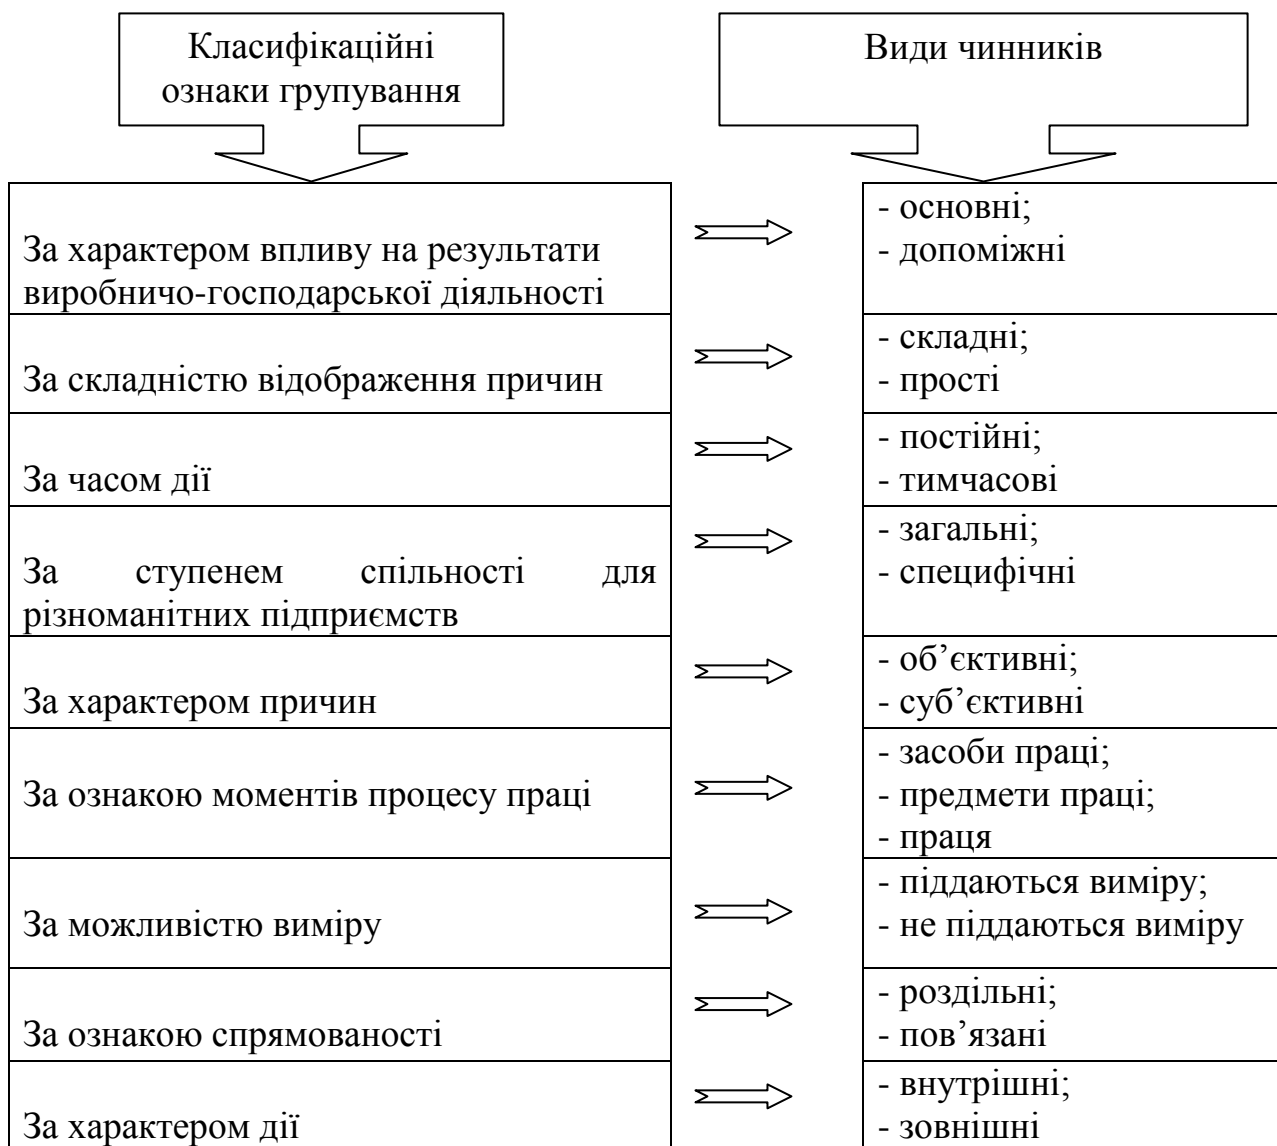 Класифікаційні
ознаки групування
Види чинників
За характером впливу на результати
виробничо-господарської діяльності
- основні;
- допоміжні
За складністю відображення причин
- складні;
- прості
За часом дії
- постійні;
- тимчасові
За ступенем спільності для
різноманітних підприємств
- загальні;
- специфічні
За характером причин
- об’єктивні;
- суб’єктивні
За ознакою моментів процесу праці
- засоби праці;
- предмети праці;
- праця
За можливістю виміру
- піддаються виміру;
- не піддаються виміру
За ознакою спрямованості
- роздільні;
- пов’язані
За характером дії
- внутрішні;
- зовнішні